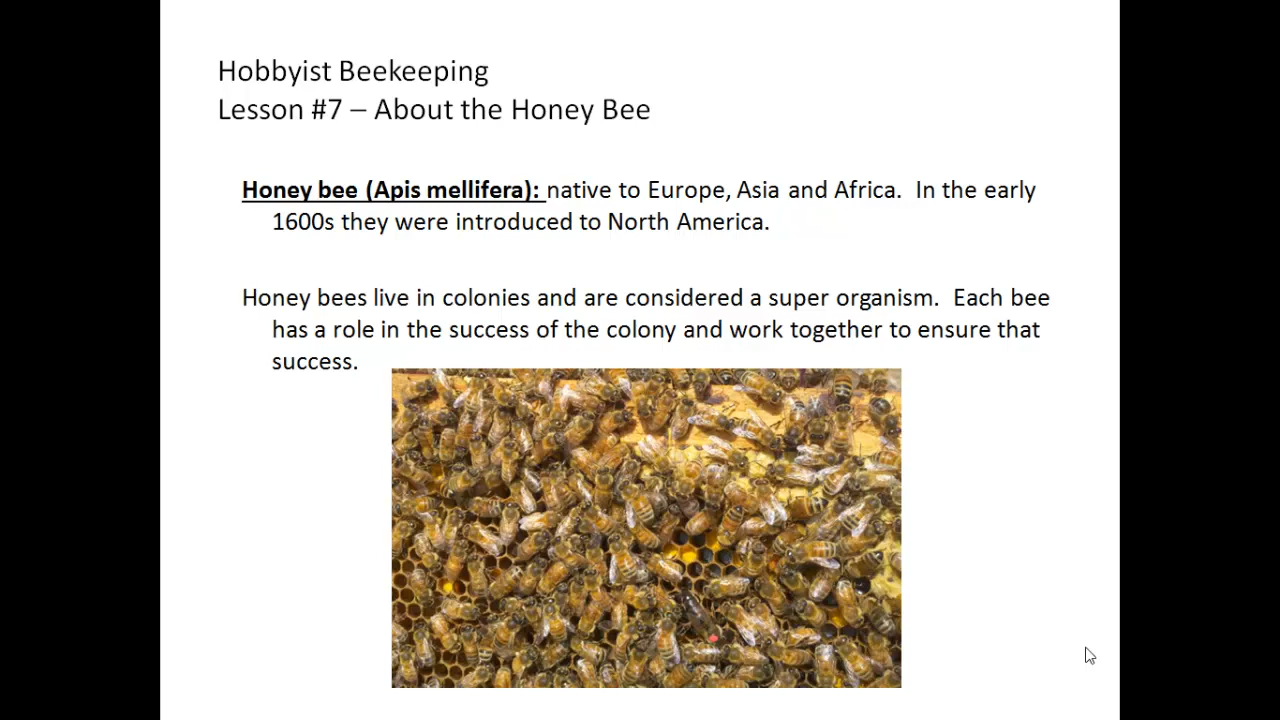 Hobbyist Beekeeping
Lesson #7 – About the Honey Bee
Honey bee (Apis mellifera): native to Europe, Asia and Africa.  In the early
1600s they were introduced to North America.
Honey bees live in colonies and are considered a super organism.  Each bee
has a role in the success of the colony and work together to ensure that
success.